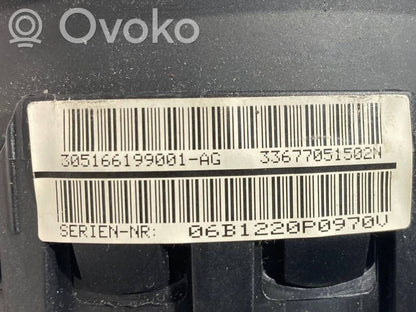 Ovoko
305166199001-AG 33677051502N
SERIEN-NR: 06B1220P0970V